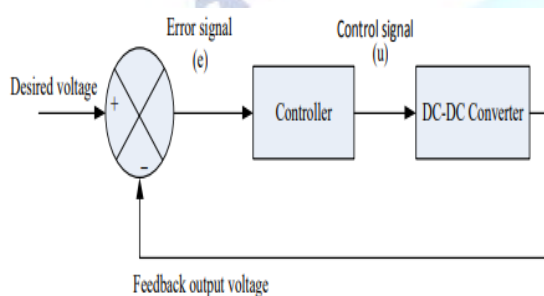 Error signal
(e)
Control signal
(u)
Desired voltage
+
Controller
DC-DC Converter
-
Feedback output voltage